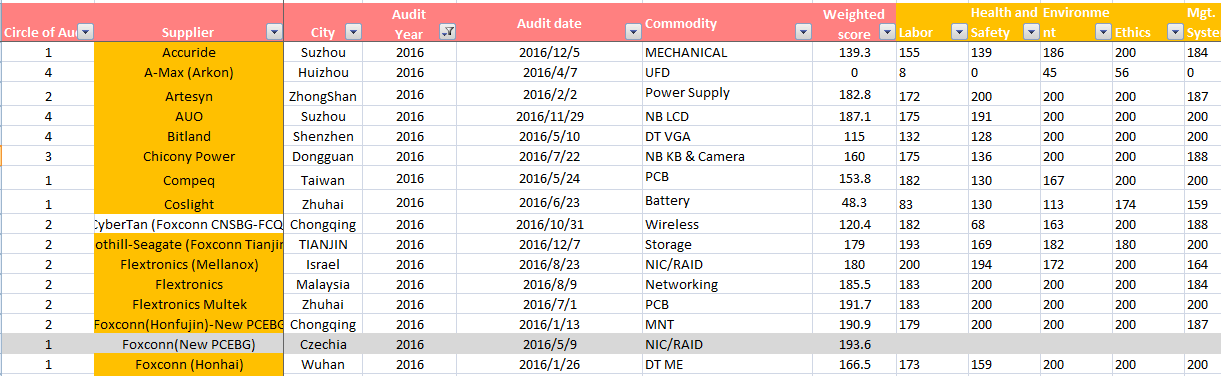 Circle of Au Supplier City Audit Year Audit date Commodity Weighted score Labor Health and Safety Environme nt Ethics Mgt. Syste
1 Accuride Suzhou 2016 2016/12/5 MECHANICAL 139.3 155 139 186 200 184
4 A-Max (Arkon) Huizhou 2016 2016/4/7 UFD 0 8 0 45 56 0
2 Artesyn ZhongShan 2016 2016/2/2 Power Supply 182.8 172 200 200 200 187
4 AUO Suzhou 2016 2016/11/29 NB LCD 187.1 175 191 200 200 200
4 Bitland Shenzhen 2016 2016/5/10 DT VGA 115 132 128 200 200 200
3 Chicony Power Dongguan 2016 2016/7/22 NB KB & Camera 160 175 136 200 200 188
1 Compeq Taiwan 2016 2016/5/24 PCB 153.8 182 130 167 200 200
1 Coslight Zhuhai 2016 2016/6/23 Battery 48.3 83 130 113 174 159
2 CyberTan (Foxconn CNSBG-FCQ Chongqing 2016 2016/10/31 Wireless 120.4 182 68 163 200 188
2 othill-Seagate (Foxconn Tianjin TIANJIN 2016 2016/12/7 Storage 179 193 169 182 180 200
2 Flextronics (Mellanox) Israel 2016 2016/8/23 NIC/RAID 180 200 194 172 200 164
2 Flextronics Malaysia 2016 2016/8/9 Networking 185.5 183 200 200 200 184
2 Flextronics Multek Zhuhai 2016 2016/7/1 PCB 191.7 183 200 200 200 200
2 Foxconn(Honfujin)-New PCEBG Chongqing 2016 2016/1/13 MNT 190.9 179 200 200 200 187
1 Foxconn(New PCEBG) Czechia 2016 2016/5/9 NIC/RAID 193.6
1 Foxconn (Honhai) Wuhan 2016 2016/1/26 DT ME 166.5 173 159 200 200 200